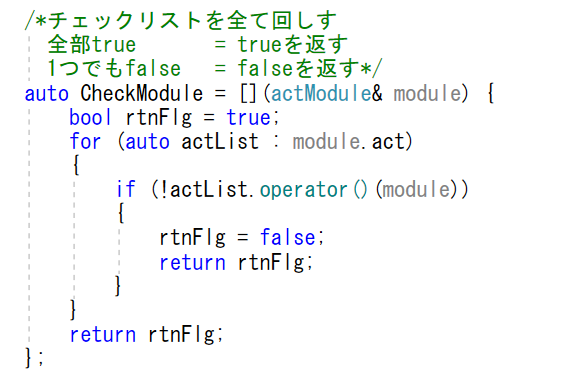 /*チェックリストを全て回しす
全部true = trueを返す
1つでもfalse = falseを返す*/
auto CheckModule = [](actModule& module) {
bool rtnFlg = true;
for (auto actList : module.act)
{
if (!actList.operator()(module))
{
rtnFlg = false;
return rtnFlg;
}
}
return rtnFlg;
};